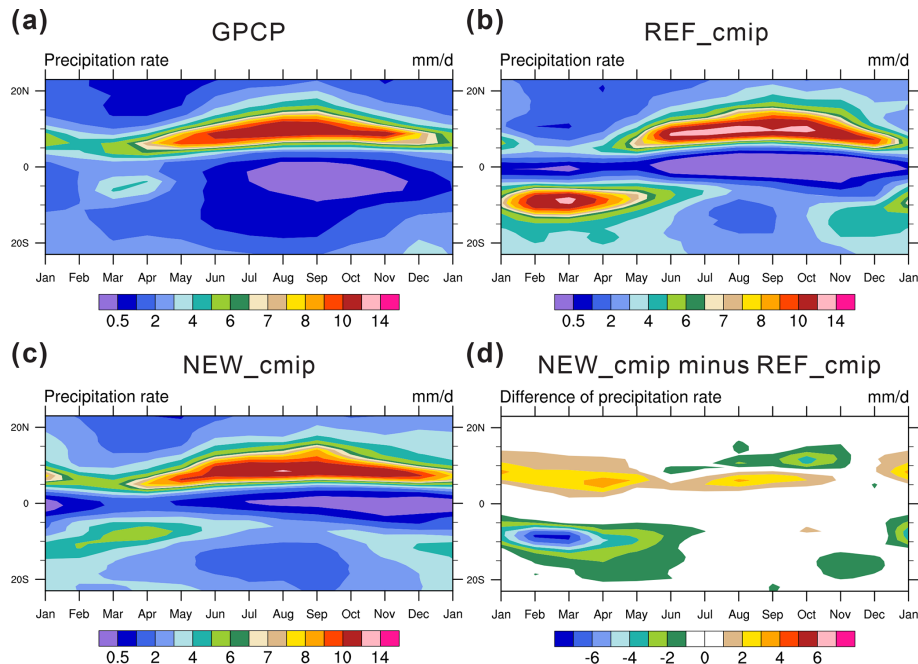 (a) GPCP
Precipitation rate mm/d
20N
0
20S
Jan Feb Mar Apr May Jun Jul Aug Sep Oct Nov Dec Jan
0.5 2 4 6 7 8 10 14
(b) REF_cmip
Precipitation rate mm/d
20N
0
20S
Jan Feb Mar Apr May Jun Jul Aug Sep Oct Nov Dec Jan
0.5 2 4 6 7 8 10 14
(c) NEW_cmip
Precipitation rate mm/d
20N
0
20S
Jan Feb Mar Apr May Jun Jul Aug Sep Oct Nov Dec Jan
0.5 2 4 6 7 8 10 14
(d) NEW_cmip minus REF_cmip
Difference of precipitation rate mm/d
20N
0
20S
Jan Feb Mar Apr May Jun Jul Aug Sep Oct Nov Dec Jan
-6 -4 -2 0 2 4 6